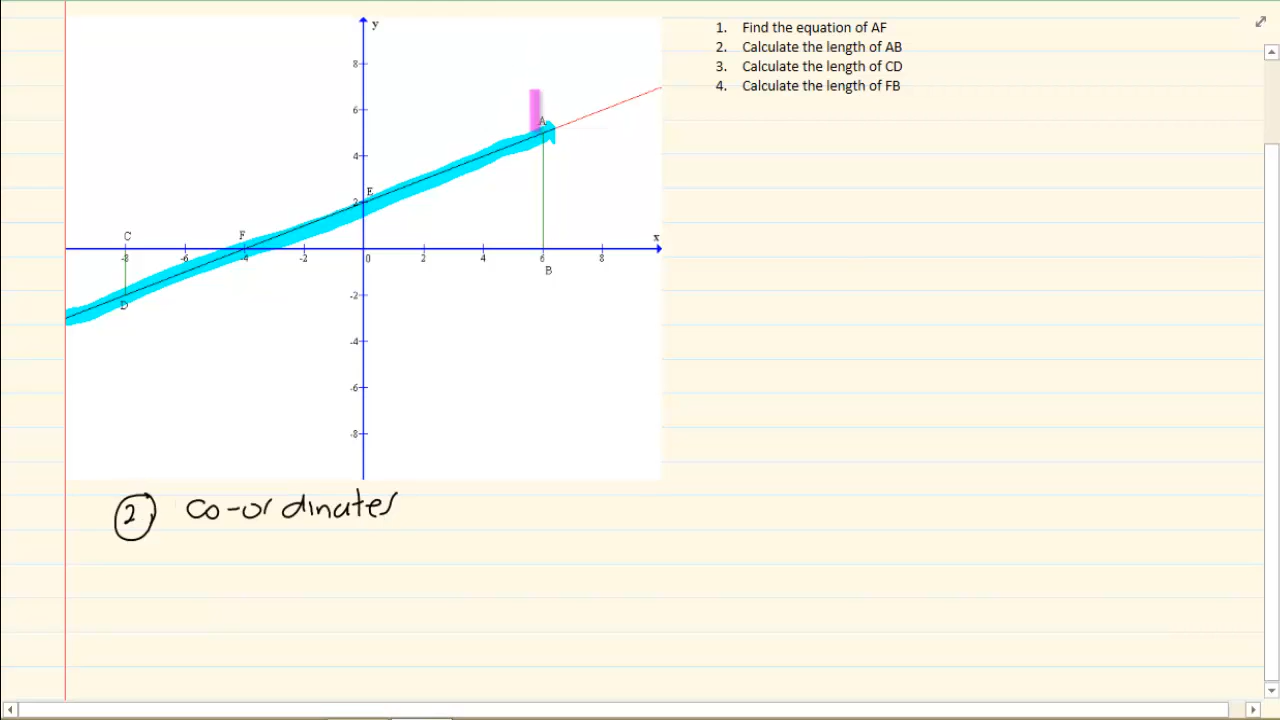 y
1. Find the equation of AF
2. Calculate the length of AB
3. Calculate the length of CD
4. Calculate the length of FB
8
6
A
4
E
2
C
F
x
-8 -6 -4 -2 0 2 4 6 8
B
D
-2
-4
-6
-8
2 co-ordinates